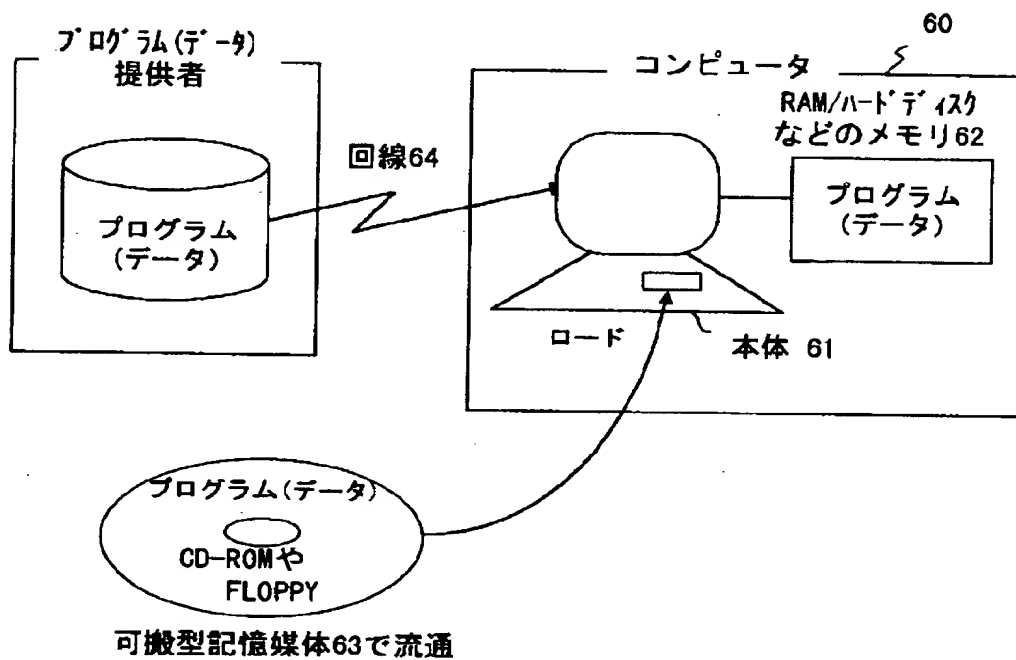 60
ﾌﾟﾛｸﾞﾗﾑ(ﾃﾞｰﾀ)
提供者
コンピュータ
RAM/ﾊｰﾄﾞﾃﾞｨｽｸ
などのメモリ62
回線64
プログラム
(データ)
プログラム
(データ)
ロード
本体 61
プログラム(データ)
CD-ROMや
FLOPPY
可搬型記憶媒体63で流通